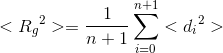 $<{R_g}^2> = \frac{1}{n+1} \sum_{i=0}^{n+1} <{d_i}^2>$